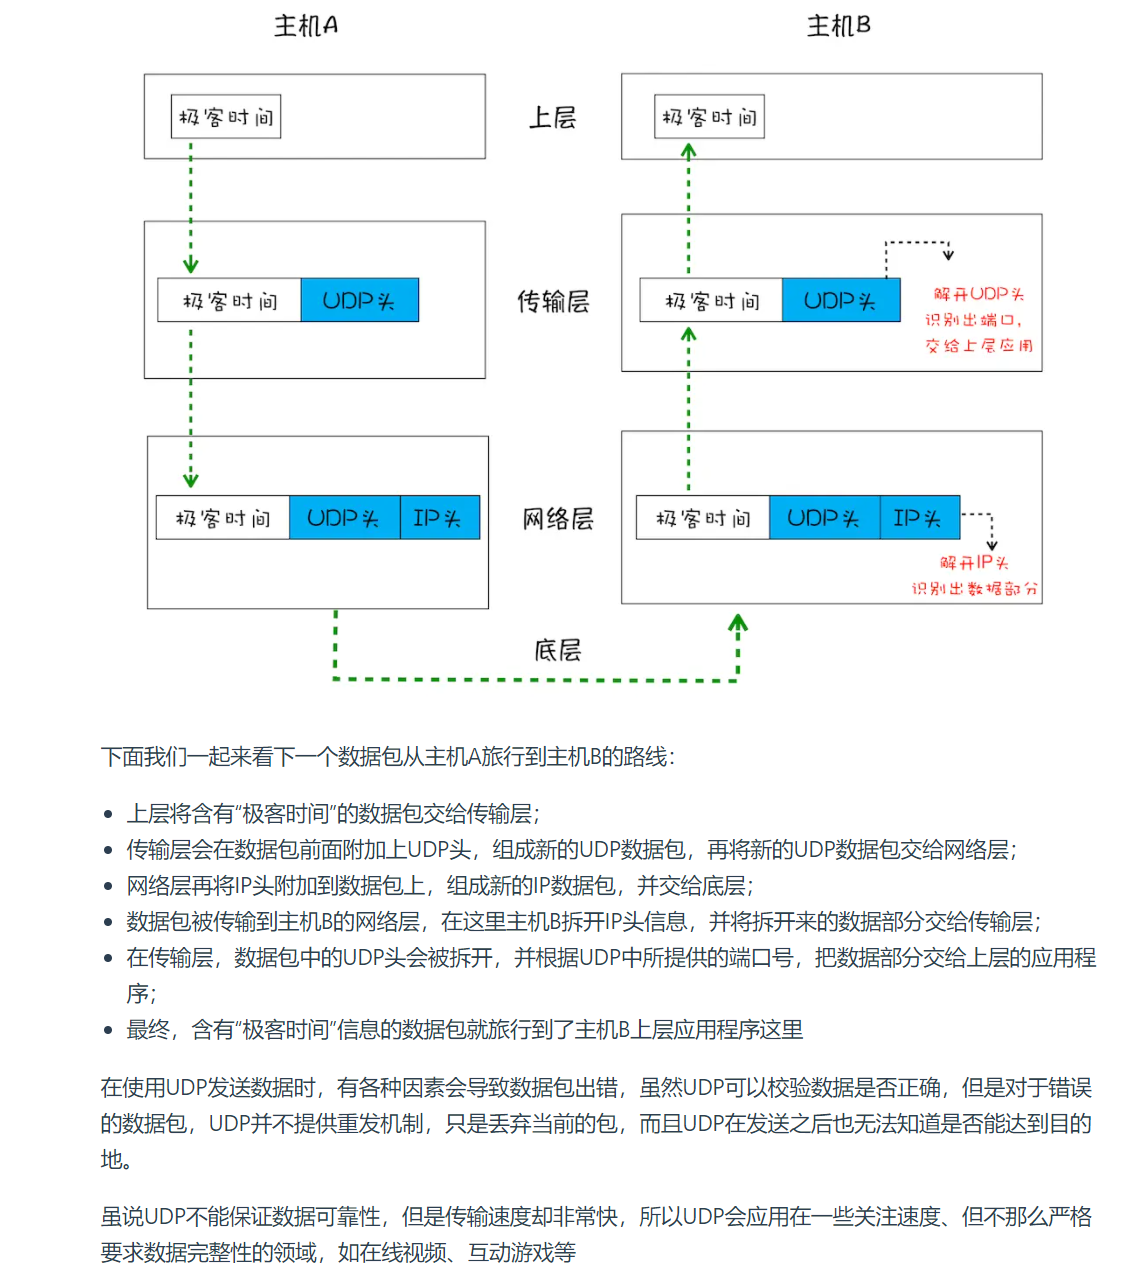 主机A
主机B
极客时间
上层
极客时间
极客时间 UDP头
传输层
极客时间 UDP头
解开UDP头
识别出端口，
交给上层应用
极客时间 UDP头 IP头
网络层
极客时间 UDP头 IP头
解开IP头
识别出数据部分
底层
下面我们一起来看下一个数据包从主机A旅行到主机B的路线：
• 上层将含有“极客时间”的数据包交给传输层；
• 传输层会在数据包前面附加上UDP头，组成新的UDP数据包，再将新的UDP数据包交给网络层；
• 网络层再将IP头附加到数据包上，组成新的IP数据包，并交给底层；
• 数据包被传输到主机B的网络层，在这里主机B拆开IP头信息，并将拆开来的数据部分交给传输层；
• 在传输层，数据包中的UDP头会被拆开，并根据UDP中所提供的端口号，把数据部分交给上层的应用程
序；
• 最终，含有“极客时间”信息的数据包就旅行到了主机B上层应用程序这里
在使用UDP发送数据时，有各种因素会导致数据包出错，虽然UDP可以校验数据是否正确，但是对于错误
的数据包，UDP并不提供重发机制，只是丢弃当前的包，而且UDP在发送之后也无法知道是否能达到目的
地。
虽说UDP不能保证数据可靠性，但是传输速度却非常快，所以UDP会应用在一些关注速度、但不那么严格
要求数据完整性的领域，如在线视频、互动游戏等